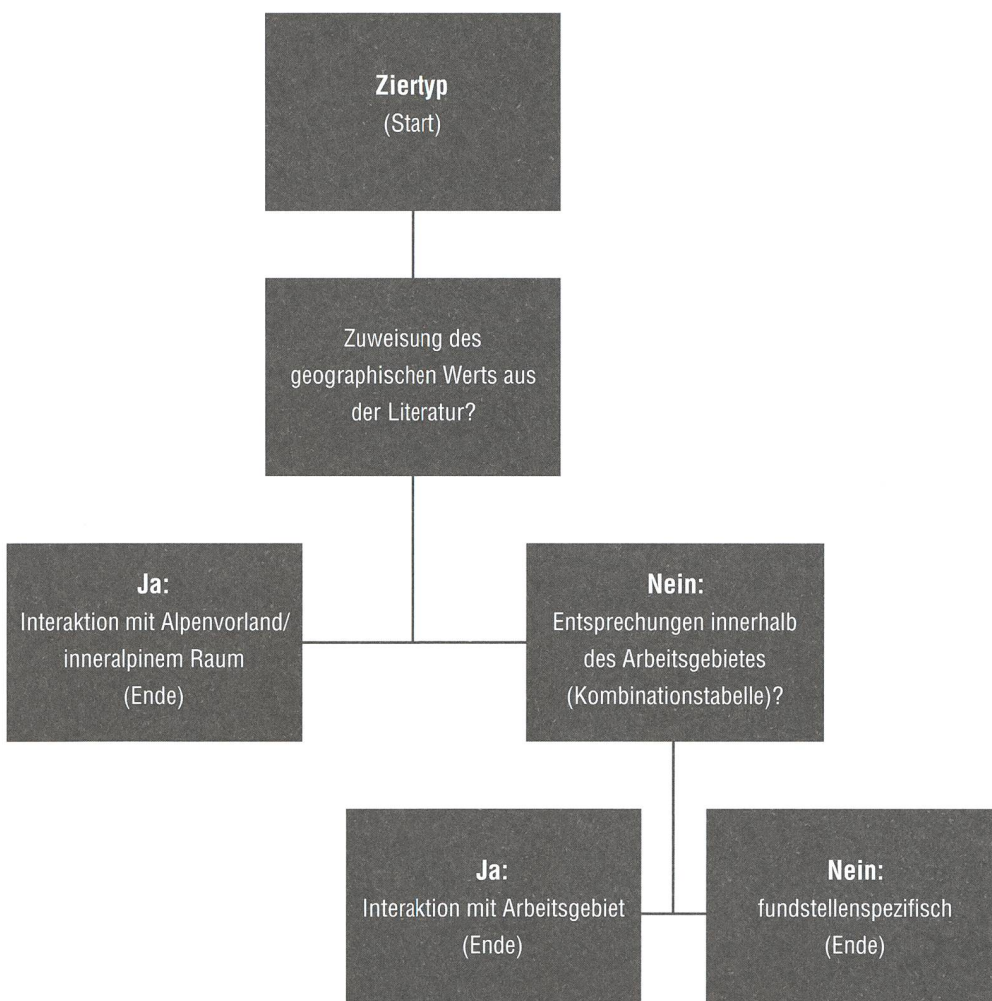 Ziertyp
(Start)
Zuweisung des
geographischen Werts aus
der Literatur?
Ja:
Interaktion mit Alpenvorland/
inneralpinem Raum
(Ende)
Nein:
Entsprechungen innerhalb
des Arbeitsgebietes
(Kombinationstabelle)?
Ja:
Interaktion mit Arbeitsgebiet
(Ende)
Nein:
fundstellenspezifisch
(Ende)